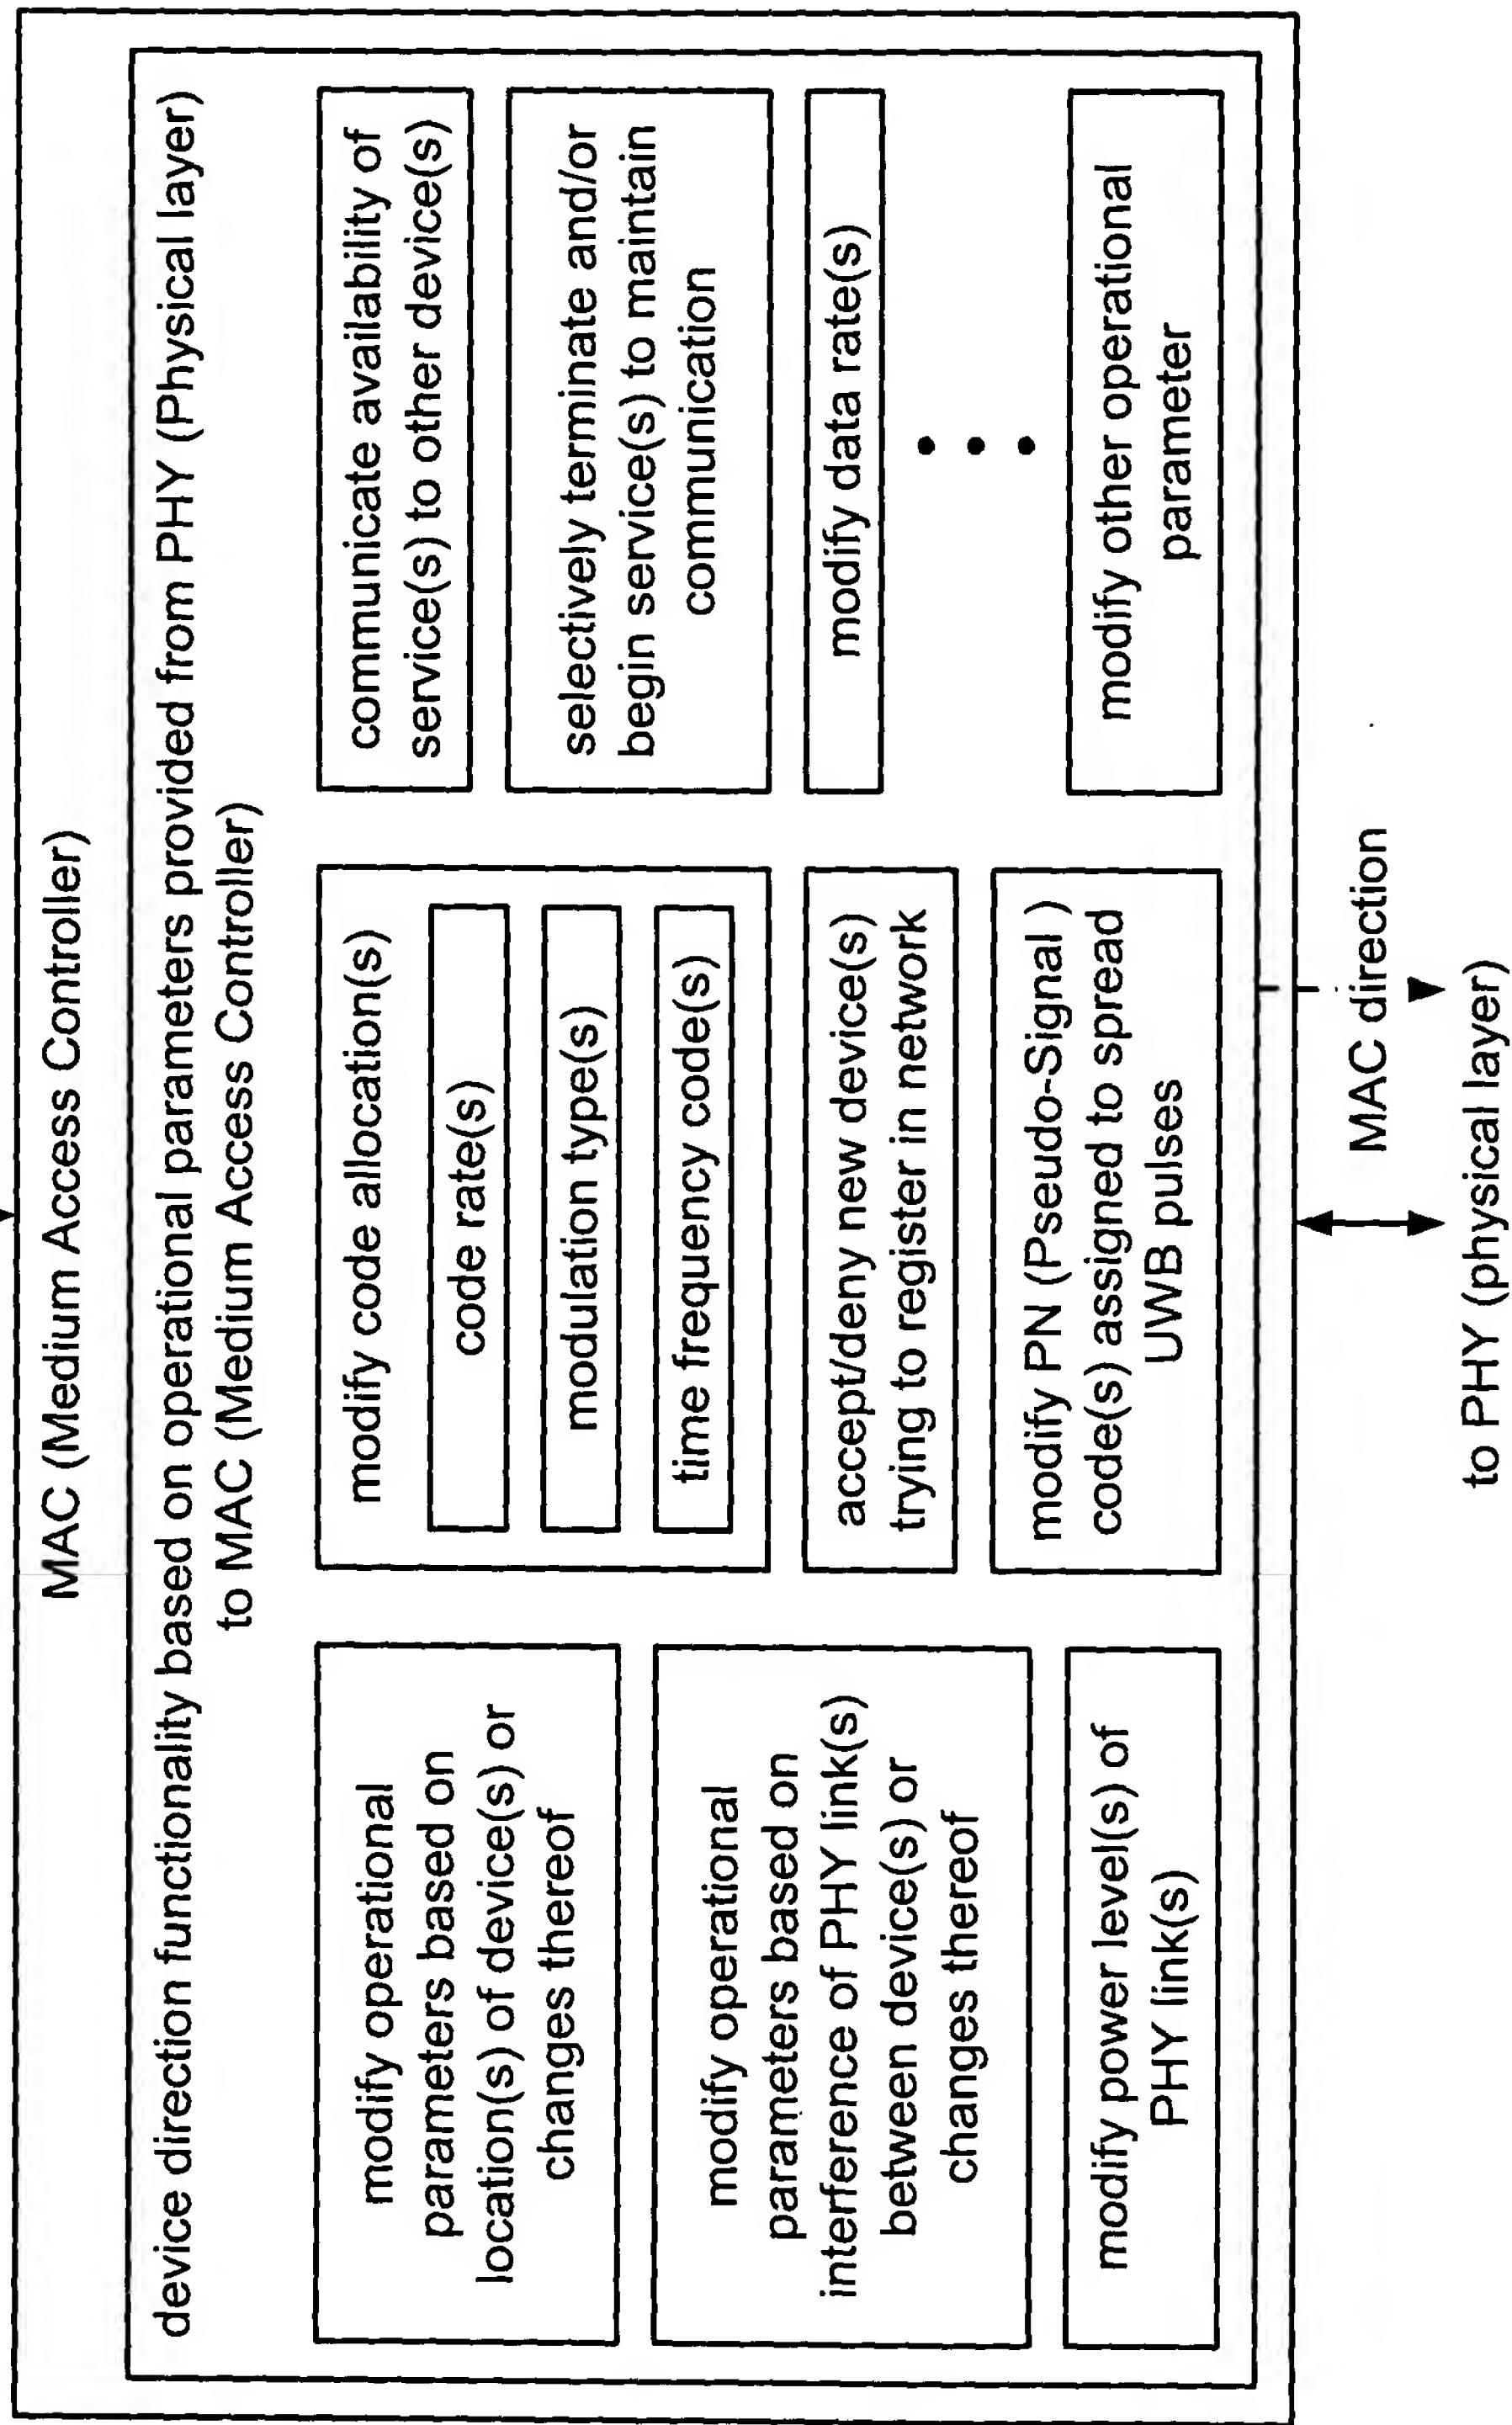 MAC (Medium Access Controller)
device direction functionality based on operational parameters provided from PHY (Physical layer)
to MAC (Medium Access Controller)
modify operational
parameters based on
location(s) of device(s) or
changes thereof
modify operational
parameters based on
interference of PHY link(s)
between device(s) or
changes thereof
modify power level(s) of
PHY link(s)
modify code allocation(s)
code rate(s)
modulation type(s)
time frequency code(s)
accept/deny new device(s)
trying to register in network
modify PN (Pseudo-Signal )
code(s) assigned to spread
UWB pulses
communicate availability of
service(s) to other device(s)
selectively terminate and/or
begin service(s) to maintain
communication
modify data rate(s)
modify other operational
parameter
MAC direction
to PHY (physical layer)